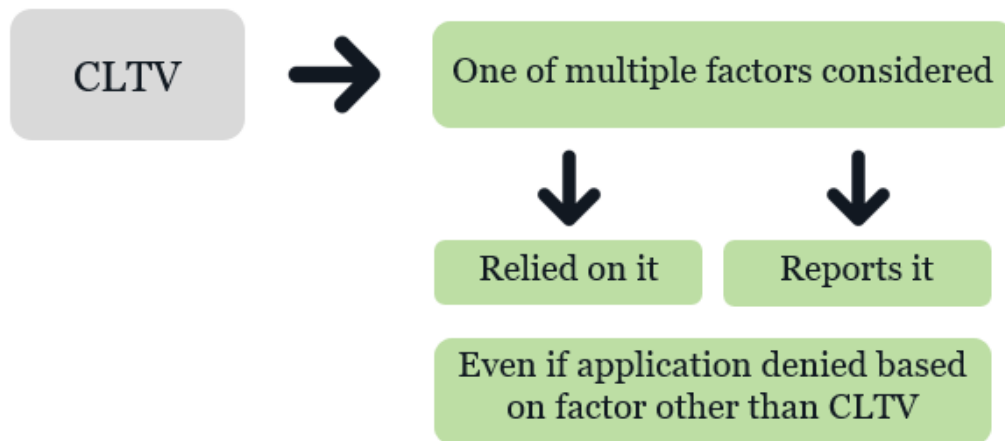 CLTV
One of multiple factors considered
Relied on it
Reports it
Even if application denied based
on factor other than CLTV